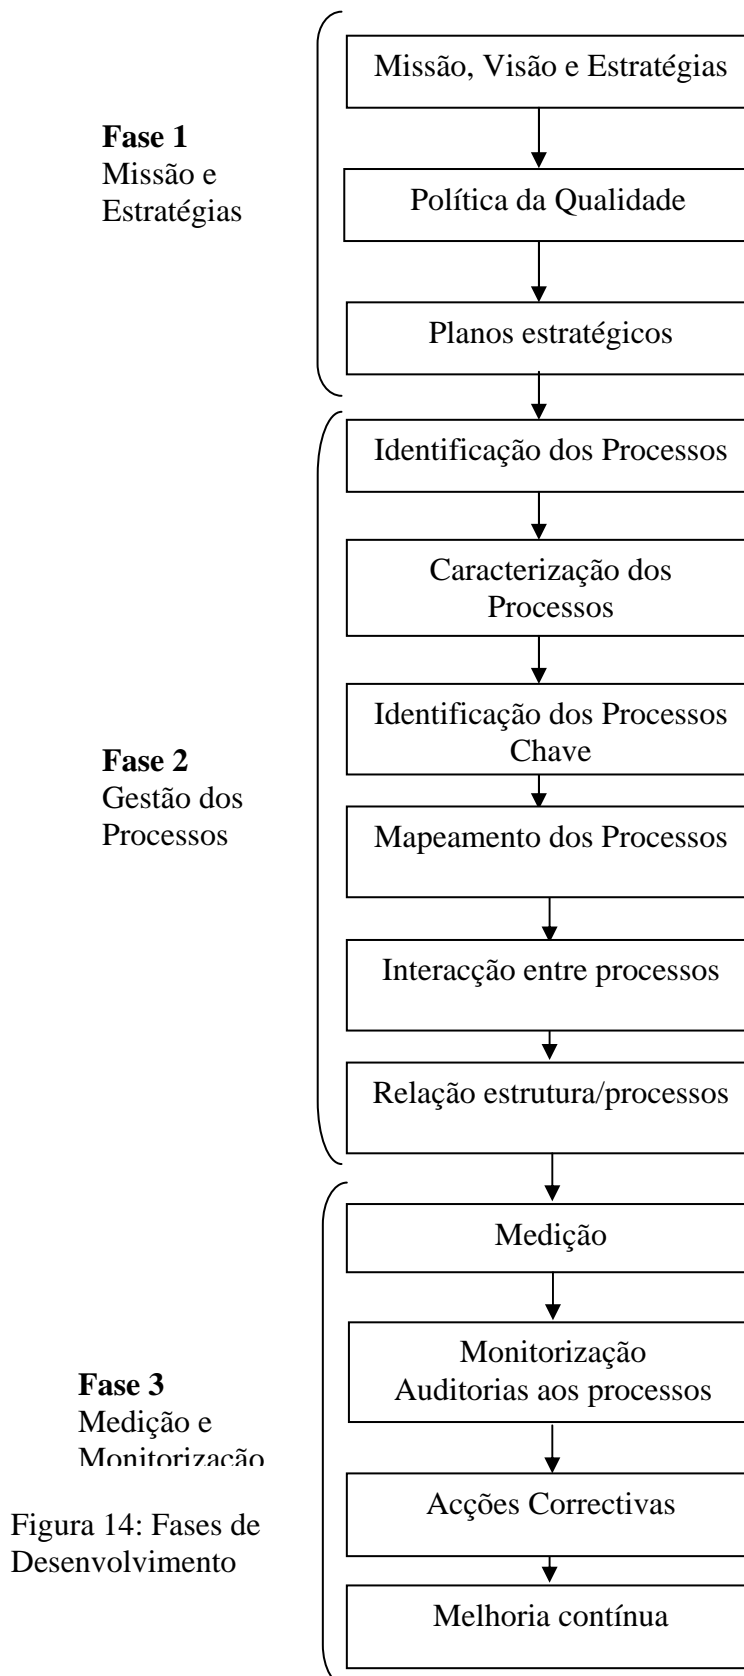 Missão, Visão e Estratégias
Fase 1
Missão e
Estratégias
Política da Qualidade
Planos estratégicos
Identificação dos Processos
Caracterização dos
Processos
Identificação dos Processos
Chave
Fase 2
Gestão dos
Processos
Mapeamento dos Processos
Interacção entre processos
Relação estrutura/processos
Medição
Monitorização
Auditorias aos processos
Fase 3
Medição e
Monitorização
Acções Correctivas
Melhoria contínua
Figura 14: Fases de
Desenvolvimento